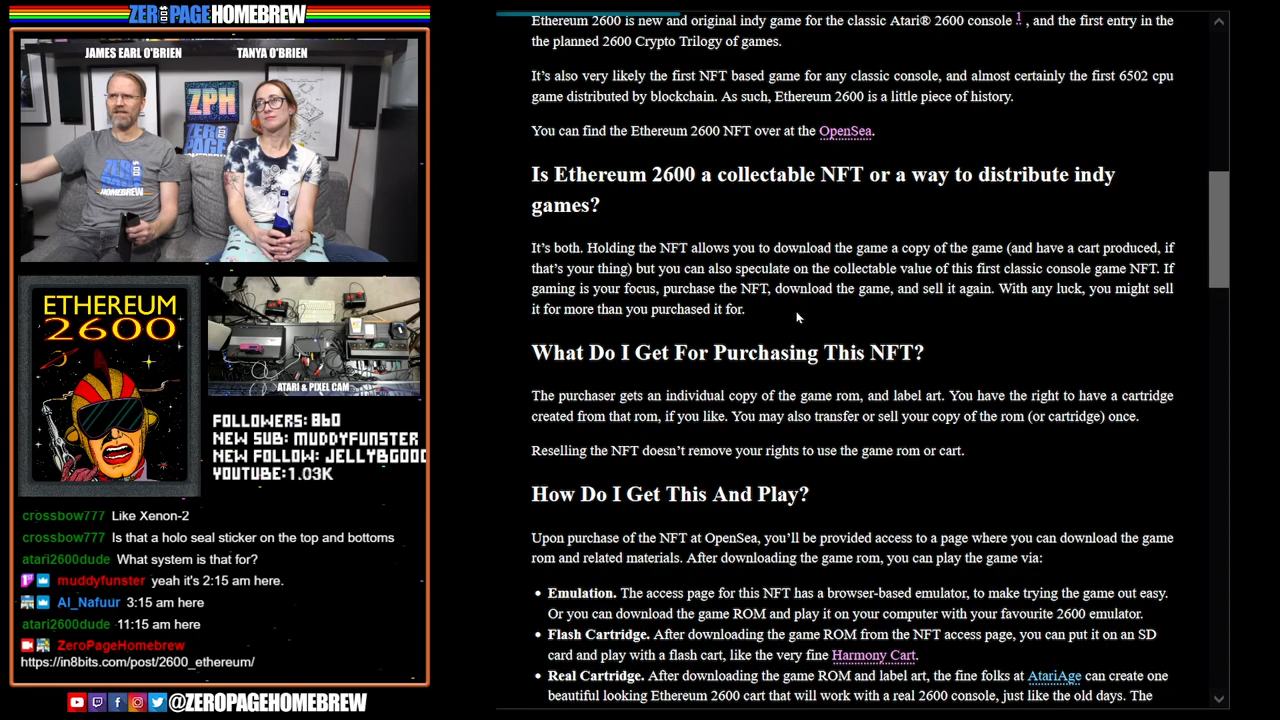 ZERO PAGE HOMEBREW
JAMES EARL O'BRIEN
TANYA O'BRIEN
ZPH
ETHEREUM
2600
ATARI & PIXEL CAM
FOLLOWERS: 860
NEW SUB: MUDDYFUNSTER
NEW FOLLOW: JELLYBGOO
YOUTUBE: 1.03K
crossbow777 Like Xenon-2
crossbow777 Is that a holo seal sticker on the top and bottoms
atari2600dude What system is that for?
muddyfunster yeah it's 2:15 am here.
Al_Nafuur 3:15 am here
atari2600dude 11:15 am here
ZeroPageHomebrew
https://in8bits.com/post/2600_ethereum/
@ZEROPAGEHOMEBREW
Ethereum 2600 is new and original indy game for the classic Atari® 2600 console 1 , and the first entry in the
the planned 2600 Crypto Trilogy of games.
It's also very likely the first NFT based game for any classic console, and almost certainly the first 6502 cpu
game distributed by blockchain. As such, Ethereum 2600 is a little piece of history.
You can find the Ethereum 2600 NFT over at the OpenSea.
Is Ethereum 2600 a collectable NFT or a way to distribute indy
games?
It's both. Holding the NFT allows you to download the game a copy of the game (and have a cart produced, if
that's your thing) but you can also speculate on the collectable value of this first classic console game NFT. If
gaming is your focus, purchase the NFT, download the game, and sell it again. With any luck, you might sell
it for more than you purchased it for.
What Do I Get For Purchasing This NFT?
The purchaser gets an individual copy of the game rom, and label art. You have the right to have a cartridge
created from that rom, if you like. You may also transfer or sell your copy of the rom (or cartridge) once.
Reselling the NFT doesn't remove your rights to use the game rom or cart.
How Do I Get This And Play?
Upon purchase of the NFT at OpenSea, you'll be provided access to a page where you can download the game
rom and related materials. After downloading the game rom, you can play the game via:
• Emulation. The access page for this NFT has a browser-based emulator, to make trying the game out easy.
Or you can download the game ROM and play it on your computer with your favourite 2600 emulator.
• Flash Cartridge. After downloading the game ROM from the NFT access page, you can put it on an SD
card and play with a flash cart, like the very fine Harmony Cart.
• Real Cartridge. After downloading the game ROM and label art, the fine folks at AtariAge can create one
beautiful looking Ethereum 2600 cart that will work with a real 2600 console, just like the old days. The